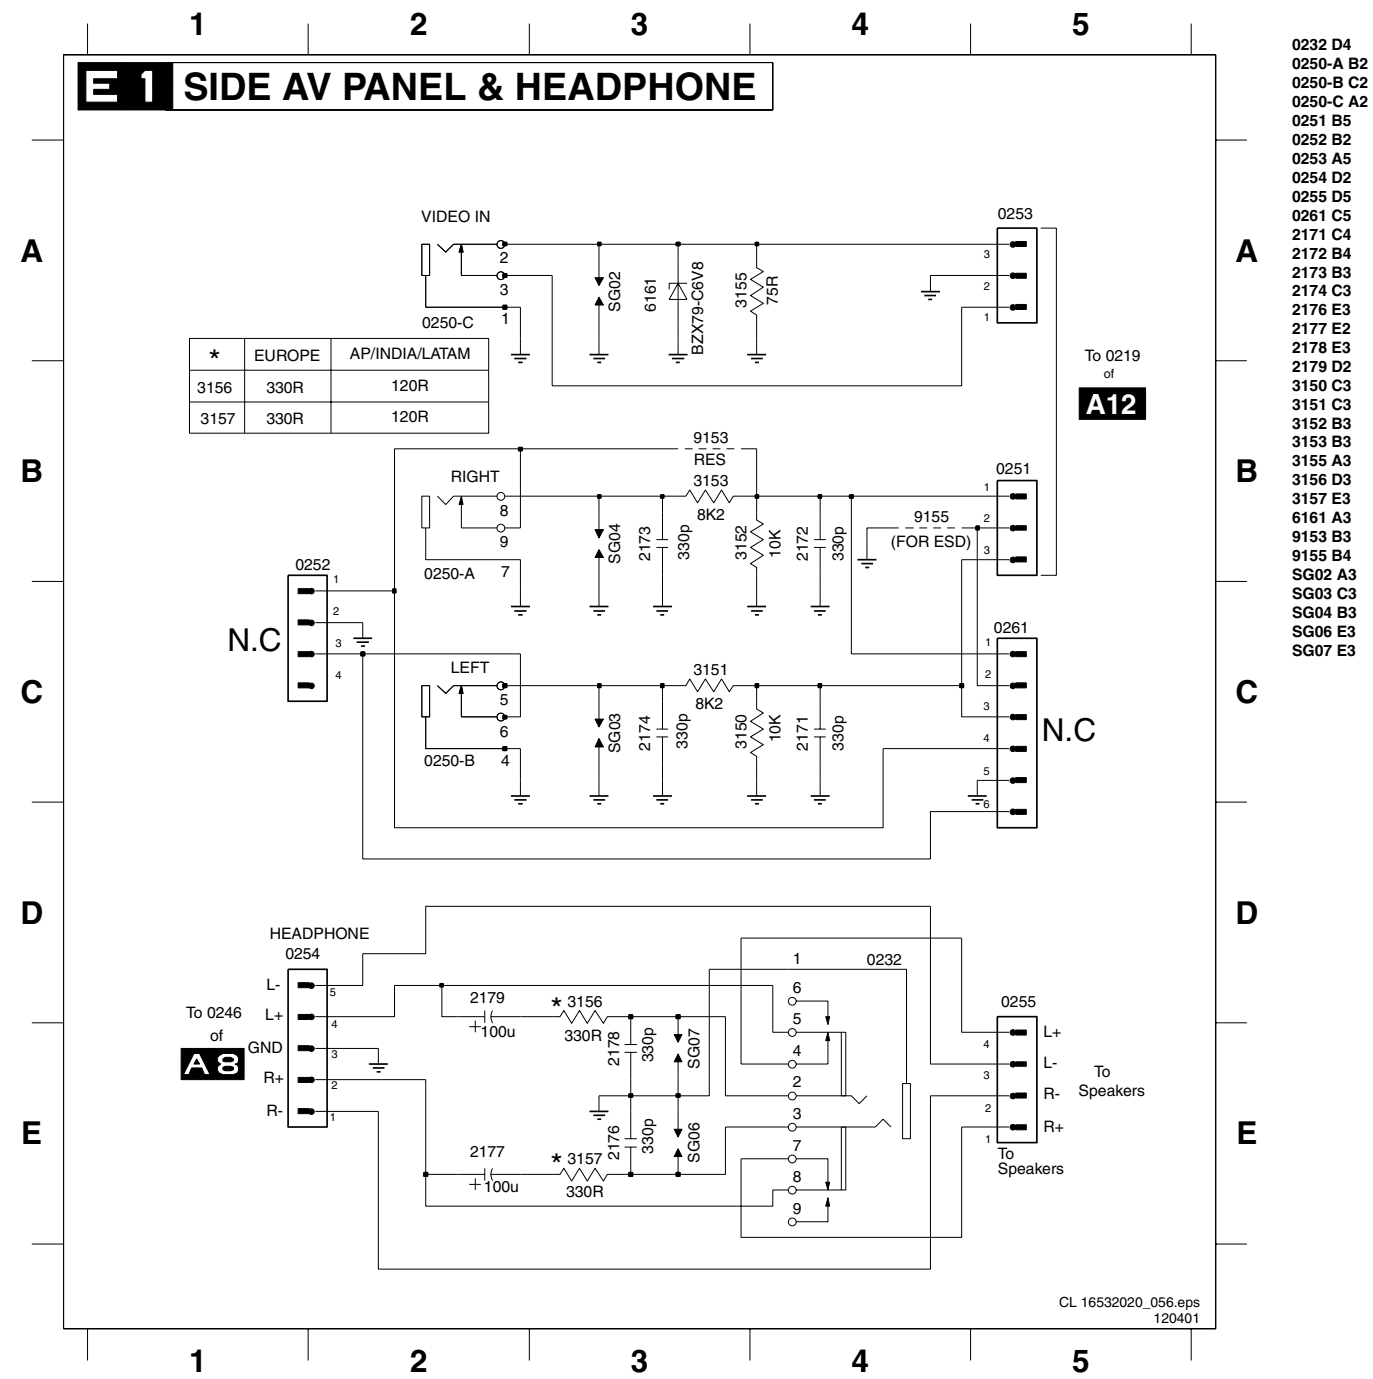 1 2 3 4 5
E 1 SIDE AV PANEL & HEADPHONE
0232 D4
0250-A B2
0250-B C2
0250-C A2
0251 B5
0252 B2
0253 A5
0254 D2
0255 D5
0261 C5
2171 C4
2172 B4
2173 B3
2174 C3
2176 E3
2177 E2
2178 E3
2179 D2
3150 C3
3151 C3
3152 B3
3153 B3
3155 A3
3156 D3
3157 E3
6161 A3
9153 B3
9155 B4
SG02 A3
SG03 C3
SG04 B3
SG06 E3
SG07 E3
A A
VIDEO IN
2
3
1
0250-C
SG02
6161
BZX79-C6V8
3155
75R
0253
3
2
1
To 0219
of
A12
* EUROPE AP/INDIA/LATAM
3156 330R 120R
3157 330R 120R
B B
RIGHT
8
9
7
0250-A
9153
RES
3153
8K2
SG04
2173
330p
3152
10K
2172
330p
9155
(FOR ESD)
0251
1
2
3
0252
1
2
3
4
N.C
C C
LEFT
5
6
4
0250-B
3151
8K2
SG03
2174
330p
3150
10K
2171
330p
0261
1
2
3
4
5
6
N.C
D D
HEADPHONE
0254
L- 5
L+ 4
GND 3
R+ 2
R- 1
To 0246
of
A 8
2179
+100u
* 3156
330R
2178
330p
SG07
2176
330p
SG06
2177
+100u
* 3157
330R
1 0232
6
5
4
2
3
7
8
9
0255
4 L+
3 L-
2 R-
1 R+
To
Speakers
To
Speakers
E E
CL 16532020_056.eps
120401
1 2 3 4 5